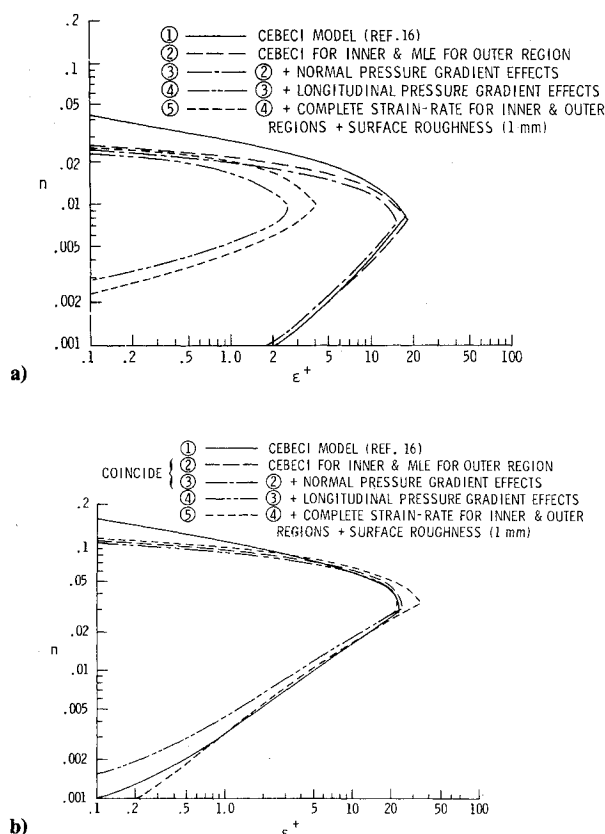 ① CEBECI MODEL (REF. 16)
② CEBECI FOR INNER & MLE FOR OUTER REGION
③ ② + NORMAL PRESSURE GRADIENT EFFECTS
④ ③ + LONGITUDINAL PRESSURE GRADIENT EFFECTS
⑤ ④ + COMPLETE STRAIN-RATE FOR INNER & OUTER
REGIONS + SURFACE ROUGHNESS (1 mm)
.2
.1
.05
.02
n
.01
.005
.002
.001
.1 .5 1.0 2 5 10 20 50 100
ε+
a)
① CEBECI MODEL (REF. 16)
COINCIDE { ② CEBECI FOR INNER & MLE FOR OUTER REGION
③ ② + NORMAL PRESSURE GRADIENT EFFECTS
④ ③ + LONGITUDINAL PRESSURE GRADIENT EFFECTS
⑤ ④ + COMPLETE STRAIN-RATE FOR INNER & OUTER
REGIONS + SURFACE ROUGHNESS (1 mm)
.2
.1
.05
n
.01
.005
.002
.001
.1 .2 .5 1.0 5 10 20 50 100
ε+
b)